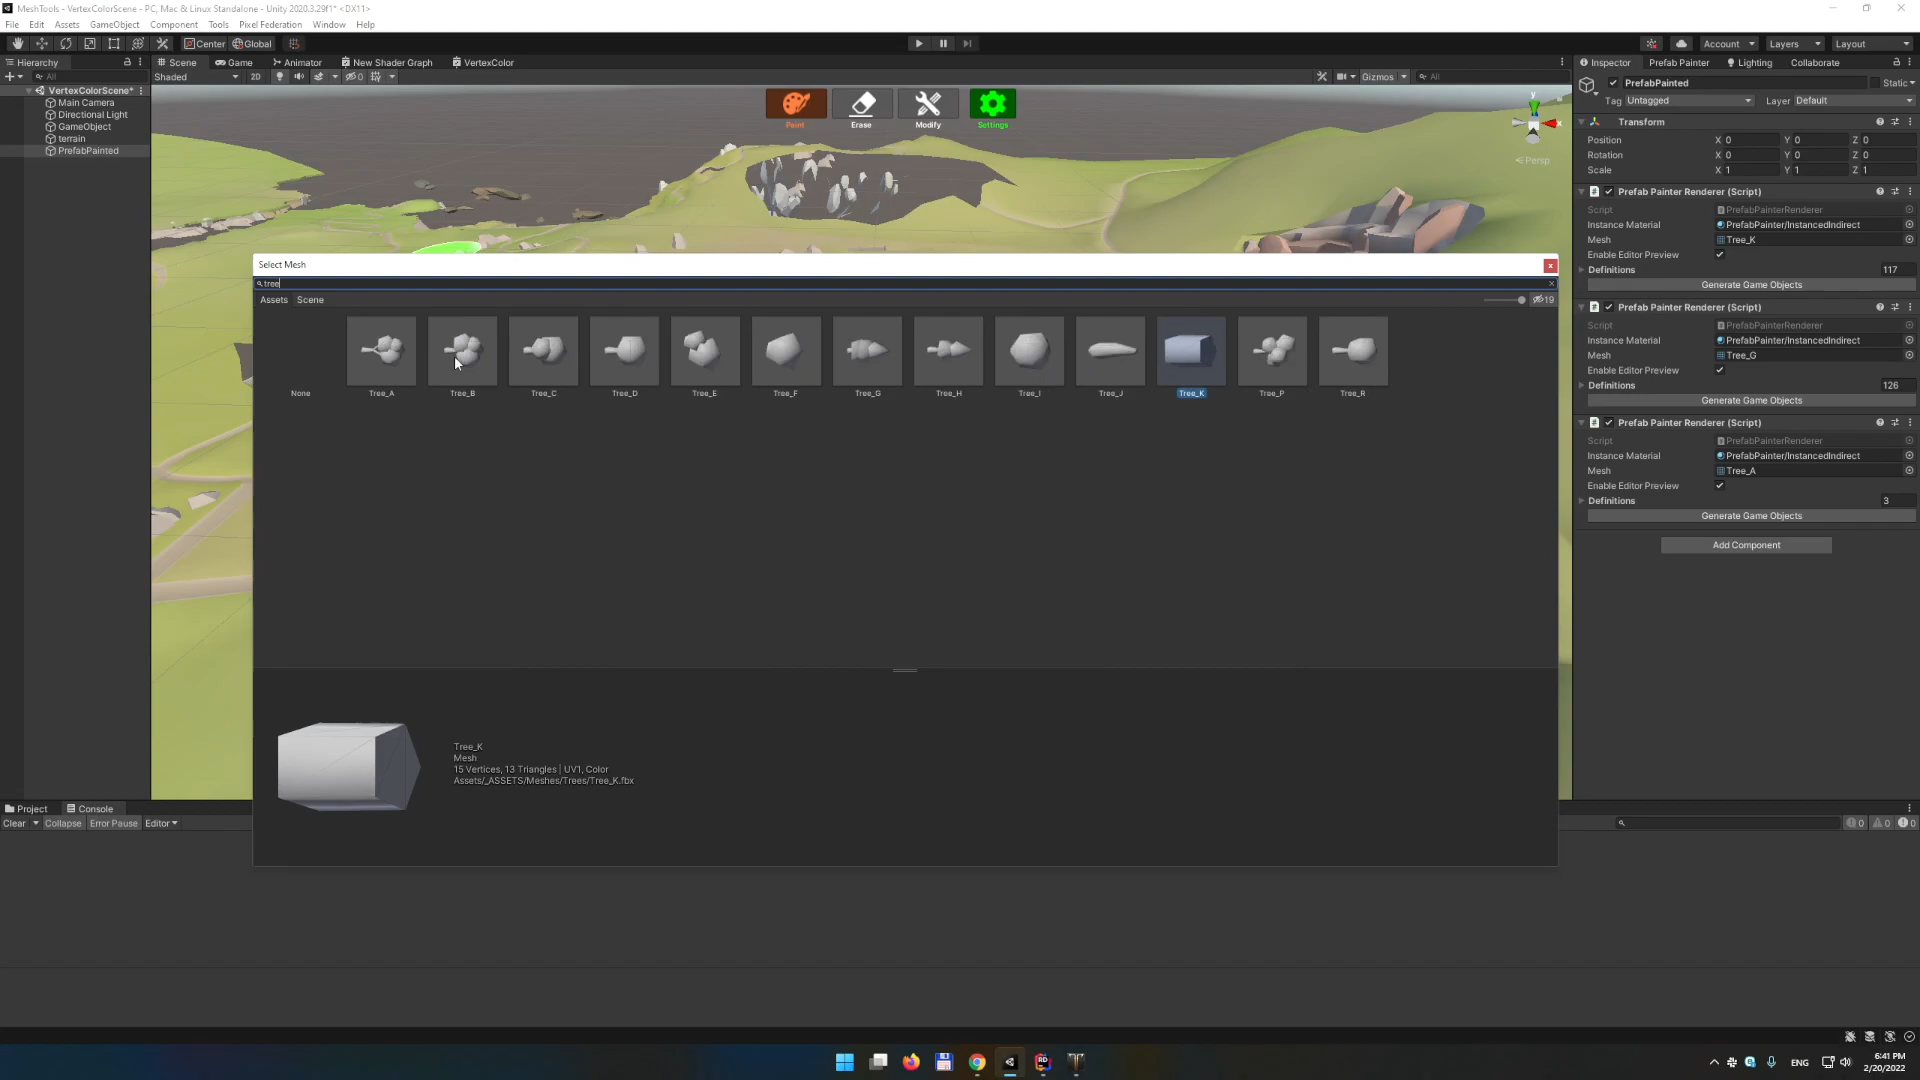 MeshTools - VertexColorScene - PC, Mac & Linux Standalone - Unity 2020.3.29f1* <DX11>
File Edit Assets GameObject Component Tools Pixel Federation Window Help
Center Global
Account Layers Layout
Hierarchy
All
VertexColorScene*
Main Camera
Directional Light
GameObject
terrain
PrefabPainted
Scene Game Animator New Shader Graph VertexColor
Shaded 2D 0 Gizmos All
Paint Erase Modify Settings
y
x
Persp
Select Mesh
tree
Assets Scene 19
None Tree_A Tree_B Tree_C Tree_D Tree_E Tree_F Tree_G Tree_H Tree_I Tree_J Tree_K Tree_P Tree_R
Tree_K
Mesh
15 Vertices, 13 Triangles | UV1, Color
Assets/_ASSETS/Meshes/Trees/Tree_K.fbx
Inspector Prefab Painter Lighting Collaborate
PrefabPainted Static
Tag Untagged Layer Default
Transform
Position X 0 Y 0 Z 0
Rotation X 0 Y 0 Z 0
Scale X 1 Y 1 Z 1
Prefab Painter Renderer (Script)
Script PrefabPainterRenderer
Instance Material PrefabPainter/InstancedIndirect
Mesh Tree_K
Enable Editor Preview
Definitions 117
Generate Game Objects
Prefab Painter Renderer (Script)
Script PrefabPainterRenderer
Instance Material PrefabPainter/InstancedIndirect
Mesh Tree_G
Enable Editor Preview
Definitions 126
Generate Game Objects
Prefab Painter Renderer (Script)
Script PrefabPainterRenderer
Instance Material PrefabPainter/InstancedIndirect
Mesh Tree_A
Enable Editor Preview
Definitions 3
Generate Game Objects
Add Component
Project Console
Clear Collapse Error Pause Editor 0 0 0
RD
ENG
6:41 PM
2/20/2022